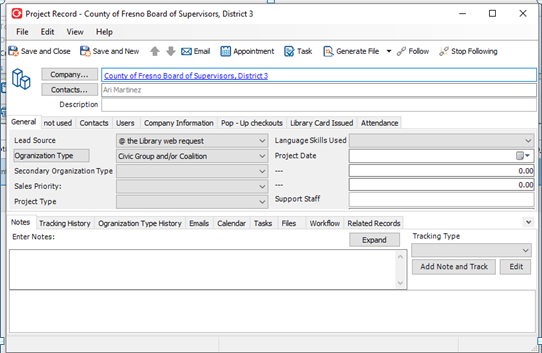 Project Record - County of Fresno Board of Supervisors, District 3
File Edit View Help
Save and Close Save and New Email Appointment Task Generate File Follow Stop Following
Company... County of Fresno Board of Supervisors, District 3
Contacts... Ari Martinez
Description
General not used Contacts Users Company Information Pop - Up checkouts Library Card Issued Attendance
Lead Source @ the Library web request Language Skills Used
Ogranization Type Civic Group and/or Coalition Project Date
Secondary Organization Type --- 0.00
Sales Priority: --- 0.00
Project Type Support Staff
Notes Tracking History Ogranization Type History Emails Calendar Tasks Files Workflow Related Records
Enter Notes: Expand Tracking Type
Add Note and Track Edit